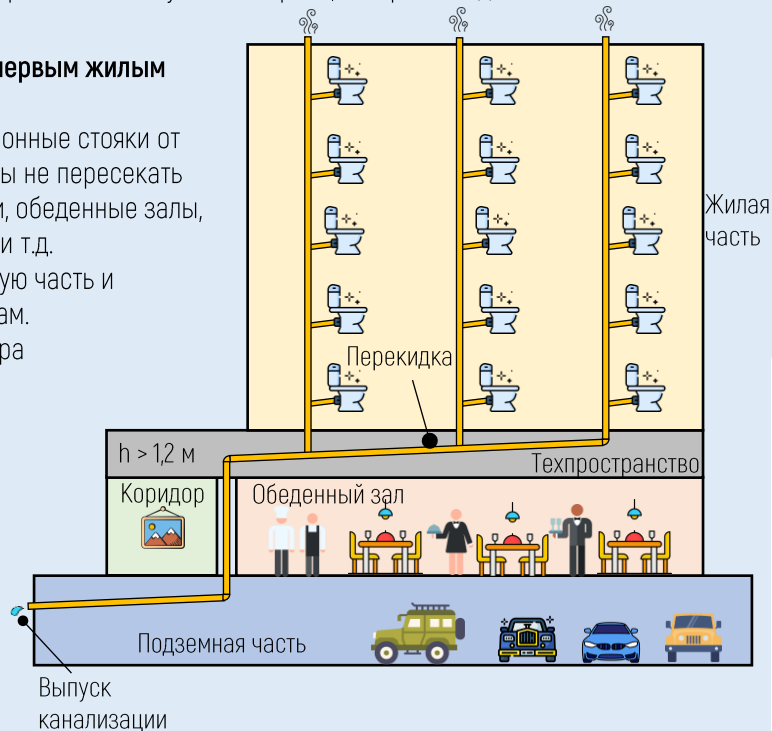 первым жилым
онные стояки от
ы не пересекать
и, обеденные залы,
и т.д.
ую часть и
ам.
ра
Жилая
часть
Перекидка
h > 1,2 м
Техпространство
Коридор
Обеденный зал
Подземная часть
Выпуск
канализации